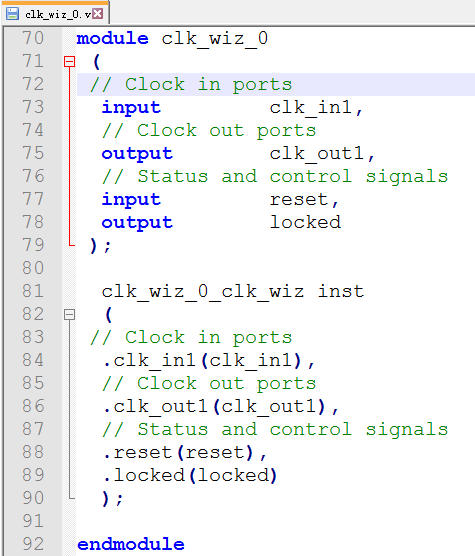 clk_wiz_0.v
70 module clk_wiz_0
71 (
72 // Clock in ports
73 input clk_in1,
74 // Clock out ports
75 output clk_out1,
76 // Status and control signals
77 input reset,
78 output locked
79 );
80
81 clk_wiz_0_clk_wiz inst
82 (
83 // Clock in ports
84 .clk_in1(clk_in1),
85 // Clock out ports
86 .clk_out1(clk_out1),
87 // Status and control signals
88 .reset(reset),
89 .locked(locked)
90 );
91
92 endmodule